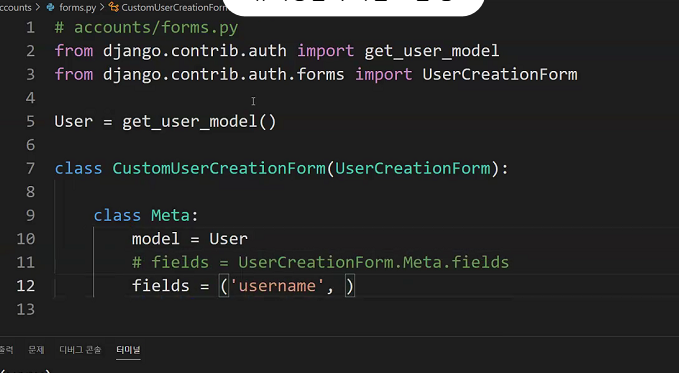 accounts > forms.py > CustomUserCreationForm
1 # accounts/forms.py
2 from django.contrib.auth import get_user_model
3 from django.contrib.auth.forms import UserCreationForm
4
5 User = get_user_model()
6
7 class CustomUserCreationForm(UserCreationForm):
8
9     class Meta:
10         model = User
11         # fields = UserCreationForm.Meta.fields
12         fields = ('username', )
13
출력 문제 디버그 콘솔 터미널